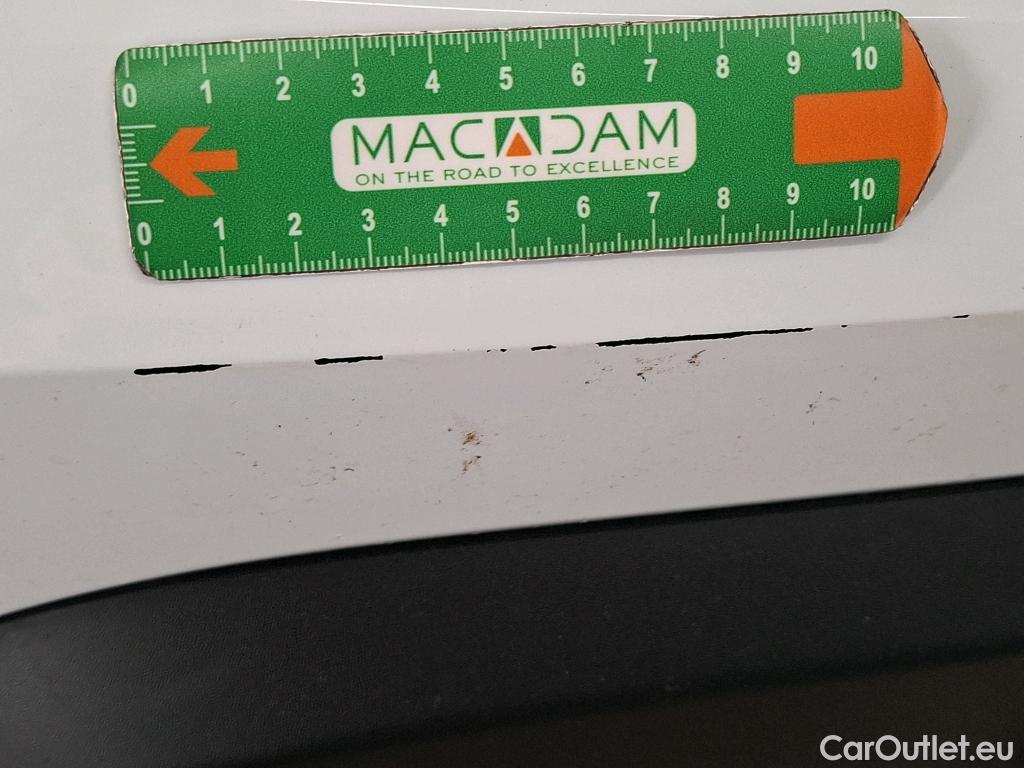 0 1 2 3 4 5 6 7 8 9 10
MACADAM
ON THE ROAD TO EXCELLENCE
0 1 2 3 4 5 6 7 8 9 10
CarOutlet.eu